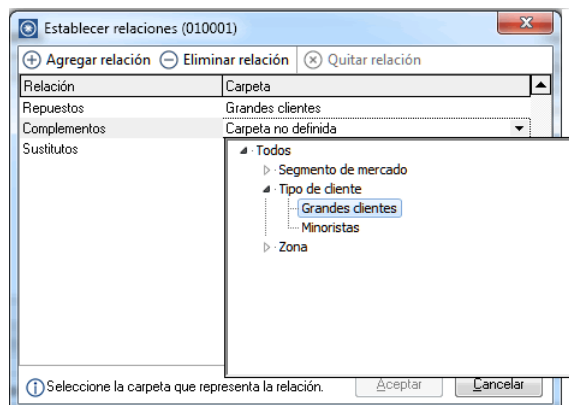 Establecer relaciones (010001)
Agregar relación Eliminar relación Quitar relación
Relación Carpeta
Repuestos Grandes clientes
Complementos Carpeta no definida
Sustitutos
Todos
Segmento de mercado
Tipo de cliente
Grandes clientes
Minoristas
Zona
Seleccione la carpeta que representa la relación. Aceptar Cancelar